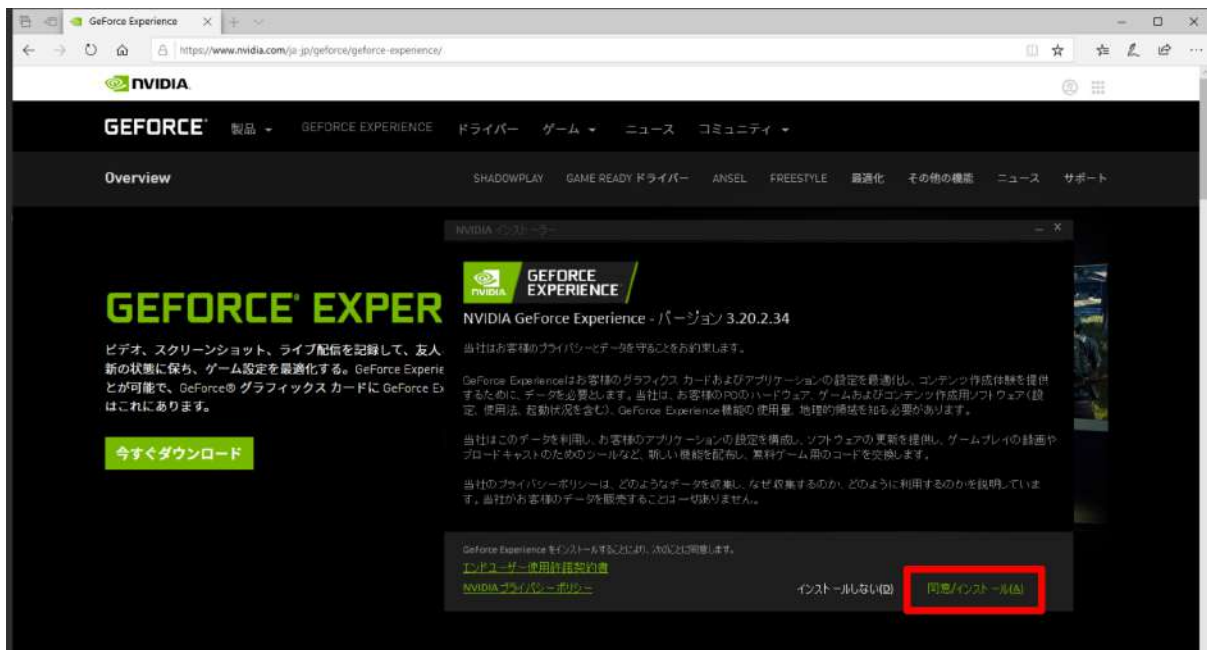 GeForce Experience
https://www.nvidia.com/ja-jp/geforce/geforce-experience/
NVIDIA
GEFORCE 製品 GEFORCE EXPERIENCE ドライバー ゲーム ニュース コミュニティ
Overview SHADOWPLAY GAME READY ドライバー ANSEL FREESTYLE 最適化 その他の機能 ニュース サポート
NVIDIA インストーラー
NVIDIA
GEFORCE
EXPERIENCE
GEFORCE® EXPER
NVIDIA GeForce Experience - バージョン 3.20.2.34
ビデオ、スクリーンショット、ライブ配信を記録して、友人
新の状態に保ち、ゲーム設定を最適化する。GeForce Experie
とが可能で、GeForce® グラフィックス カードに GeForce Ex
はこれにあります。
今すぐダウンロード
当社はお客様のプライバシーとデータを守ることをお約束します。
GeForce Experienceはお客様のグラフィクス カードおよびアプリケーションの設定を最適化し、コンテンツ作成体験を提供
するために、データを必要とします。当社は、お客様のPCのハードウェア、ゲームおよびコンテンツ作成用ソフトウェア(設
定、使用法、起動状況を含む)、GeForce Experience 機能の使用量、地理的領域を知る必要があります。
当社はこのデータを利用し、お客様のアプリケーションの設定を構成し、ソフトウェアの更新を提供し、ゲームプレイの録画や
ブロードキャストのためのツールなど、新しい機能を配布し、無料ゲーム用のコードを交換します。
当社のプライバシーポリシーは、どのようなデータを収集し、なぜ収集するのか、どのように利用するのかを説明していま
す。当社がお客様のデータを販売することは一切ありません。
GeForce Experience をインストールすることにより、次のことに同意します。
エンドユーザー使用許諾契約書
NVIDIA プライバシーポリシー
インストールしない(D) 同意/インストール(A)